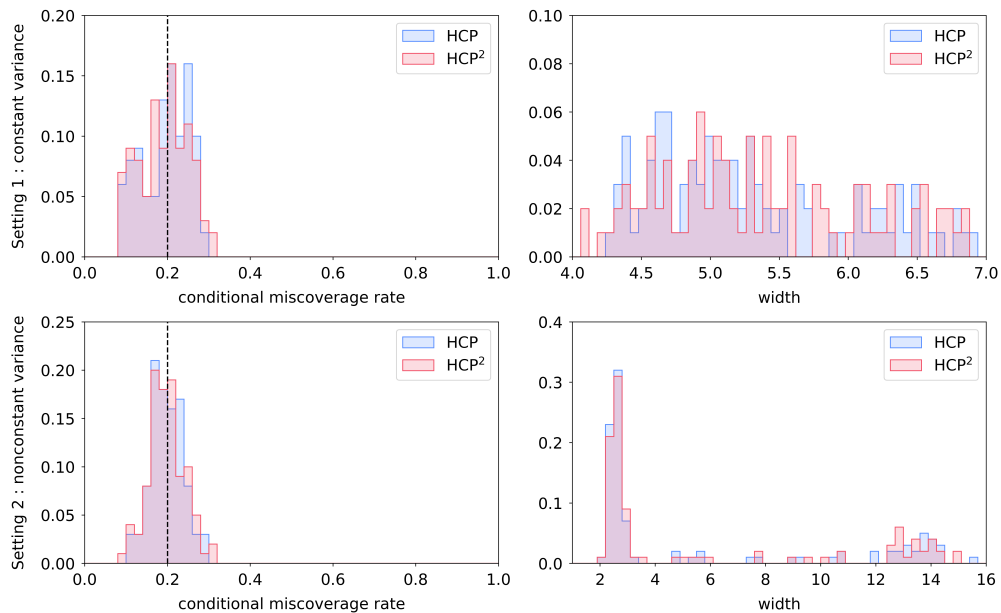 Setting 1 : constant variance
0.20
0.15
0.10
0.05
0.00
HCP
HCP²
0.0 0.2 0.4 0.6 0.8 1.0
conditional miscoverage rate
0.10
0.08
0.06
0.04
0.02
0.00
HCP
HCP²
4.0 4.5 5.0 5.5 6.0 6.5 7.0
width
Setting 2 : nonconstant variance
0.25
0.20
0.15
0.10
0.05
0.00
HCP
HCP²
0.0 0.2 0.4 0.6 0.8 1.0
conditional miscoverage rate
0.4
0.3
0.2
0.1
0.0
HCP
HCP²
2 4 6 8 10 12 14 16
width